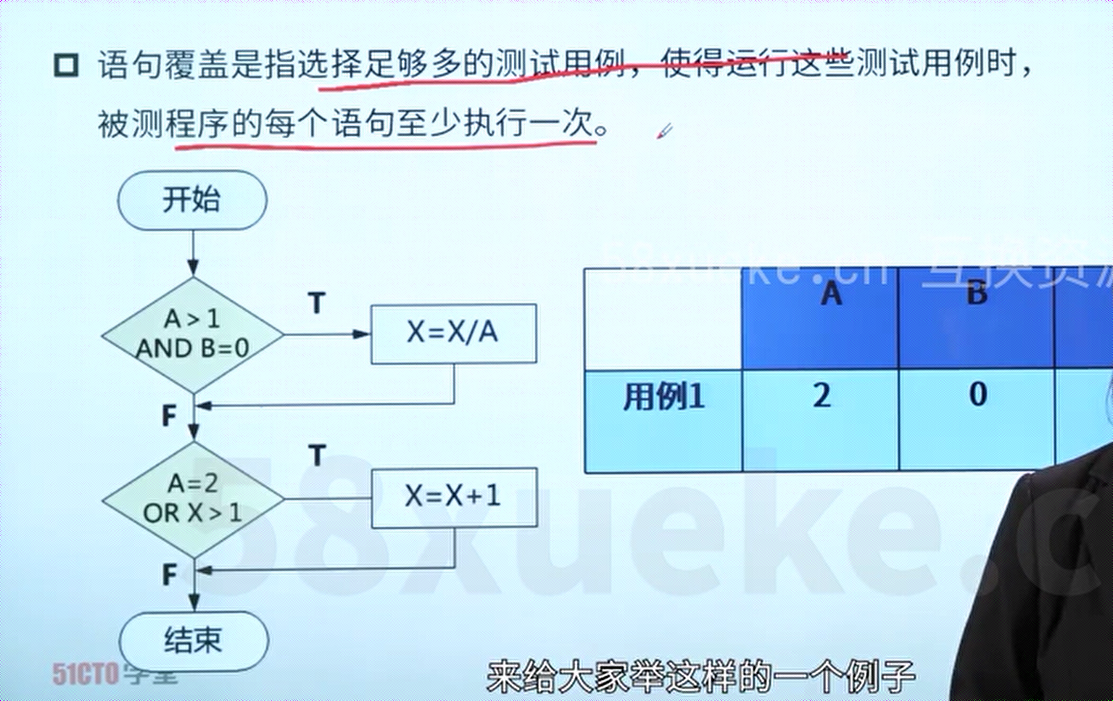 语句覆盖是指选择足够多的测试用例，使得运行这些测试用例时，
被测程序的每个语句至少执行一次。
58xueke.cn 互换资源
开始
A>1
AND B=0
T
X=X/A
F
A=2
OR X>1
T
X=X+1
F
结束
A B
用例1 2 0
58xueke.c
51CTO学堂
来给大家举这样的一个例子